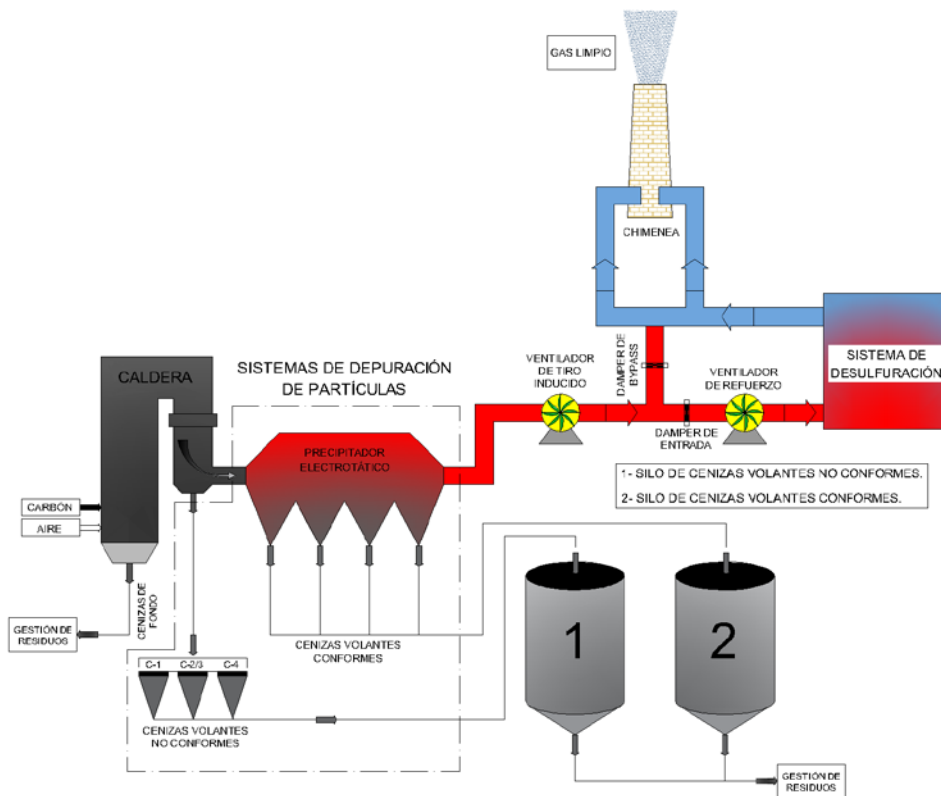 GAS LIMPIO
CHIMENEA
CALDERA
SISTEMAS DE DEPURACIÓN
DE PARTÍCULAS
VENTILADOR
DE TIRO
INDUCIDO
DAMPER DE
BYPASS
VENTILADOR
DE REFUERZO
SISTEMA DE
DESULFURACIÓN
DAMPER DE
ENTRADA
PRECIPITADOR
ELECTROTÁTICO
1- SILO DE CENIZAS VOLANTES NO CONFORMES.
2- SILO DE CENIZAS VOLANTES CONFORMES.
CARBÓN
AIRE
CENIZAS DE
FONDO
GESTIÓN DE
RESIDUOS
CENIZAS VOLANTES
CONFORMES
C-1
C-2/3
C-4
CENIZAS VOLANTES
NO CONFORMES
1
2
GESTIÓN DE
RESIDUOS